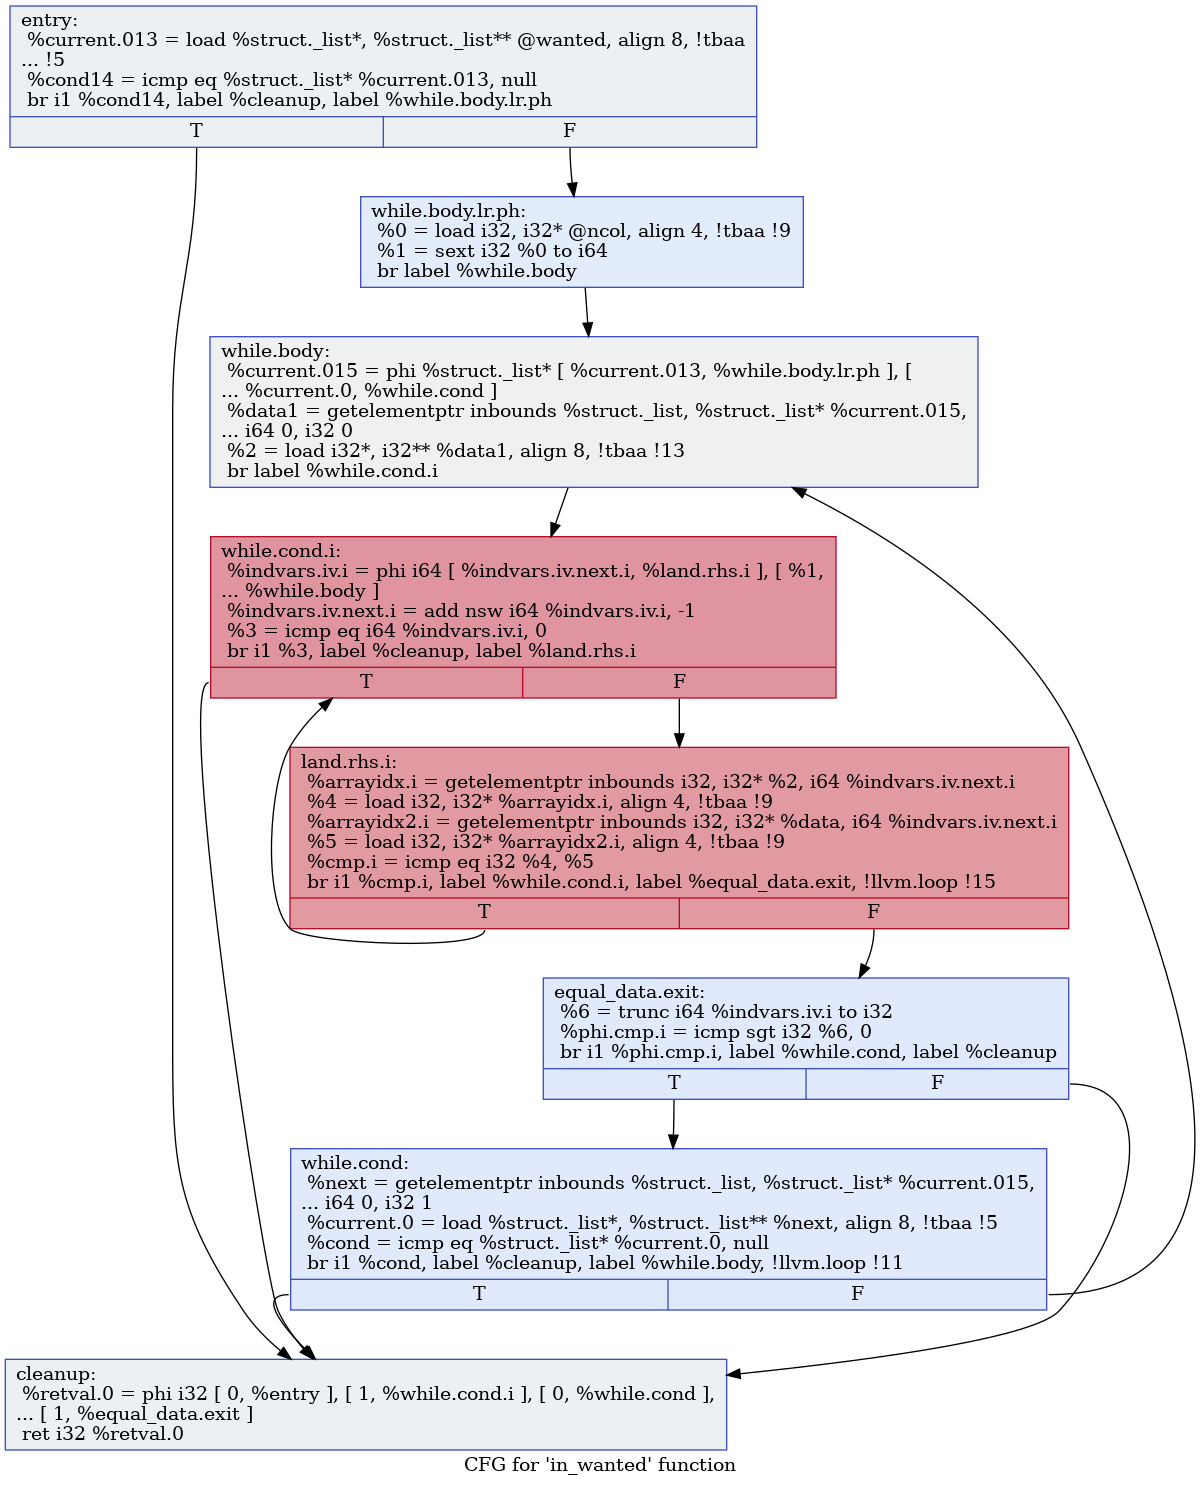 entry:
%current.013 = load %struct._list*, %struct._list** @wanted, align 8, !tbaa
... !5
%cond14 = icmp eq %struct._list* %current.013, null
br i1 %cond14, label %cleanup, label %while.body.lr.ph
T
F
while.body.lr.ph:
%0 = load i32, i32* @ncol, align 4, !tbaa !9
%1 = sext i32 %0 to i64
br label %while.body
while.body:
%current.015 = phi %struct._list* [ %current.013, %while.body.lr.ph ], [
... %current.0, %while.cond ]
%data1 = getelementptr inbounds %struct._list, %struct._list* %current.015,
... i64 0, i32 0
%2 = load i32*, i32** %data1, align 8, !tbaa !13
br label %while.cond.i
while.cond.i:
%indvars.iv.i = phi i64 [ %indvars.iv.next.i, %land.rhs.i ], [ %1,
... %while.body ]
%indvars.iv.next.i = add nsw i64 %indvars.iv.i, -1
%3 = icmp eq i64 %indvars.iv.i, 0
br i1 %3, label %cleanup, label %land.rhs.i
T
F
land.rhs.i:
%arrayidx.i = getelementptr inbounds i32, i32* %2, i64 %indvars.iv.next.i
%4 = load i32, i32* %arrayidx.i, align 4, !tbaa !9
%arrayidx2.i = getelementptr inbounds i32, i32* %data, i64 %indvars.iv.next.i
%5 = load i32, i32* %arrayidx2.i, align 4, !tbaa !9
%cmp.i = icmp eq i32 %4, %5
br i1 %cmp.i, label %while.cond.i, label %equal_data.exit, !llvm.loop !15
T
F
equal_data.exit:
%6 = trunc i64 %indvars.iv.i to i32
%phi.cmp.i = icmp sgt i32 %6, 0
br i1 %phi.cmp.i, label %while.cond, label %cleanup
T
F
while.cond:
%next = getelementptr inbounds %struct._list, %struct._list* %current.015,
... i64 0, i32 1
%current.0 = load %struct._list*, %struct._list** %next, align 8, !tbaa !5
%cond = icmp eq %struct._list* %current.0, null
br i1 %cond, label %cleanup, label %while.body, !llvm.loop !11
T
F
cleanup:
%retval.0 = phi i32 [ 0, %entry ], [ 1, %while.cond.i ], [ 0, %while.cond ],
... [ 1, %equal_data.exit ]
ret i32 %retval.0
CFG for 'in_wanted' function